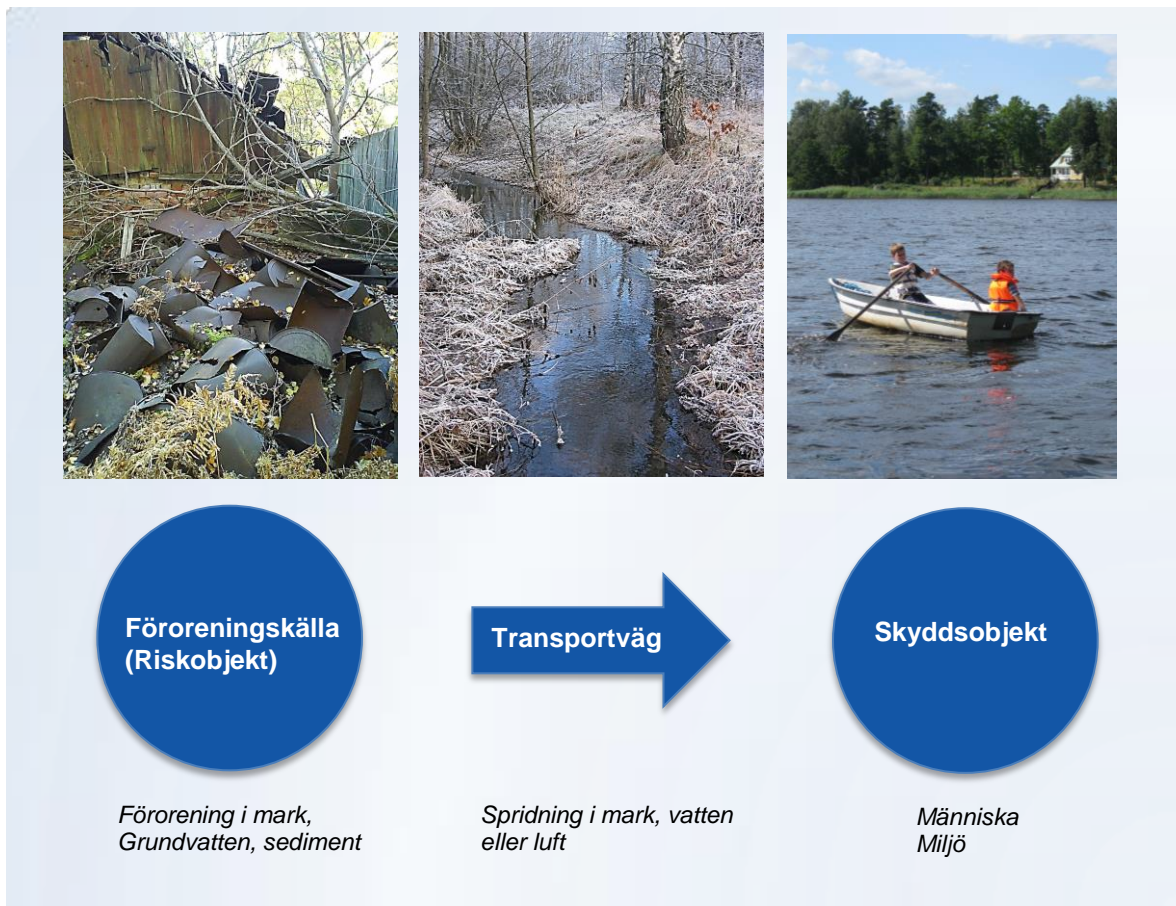 Föroreningskälla
(Riskobjekt)
Transportväg
Skyddsobjekt
Förorening i mark,
Grundvatten, sediment
Spridning i mark, vatten
eller luft
Människa
Miljö